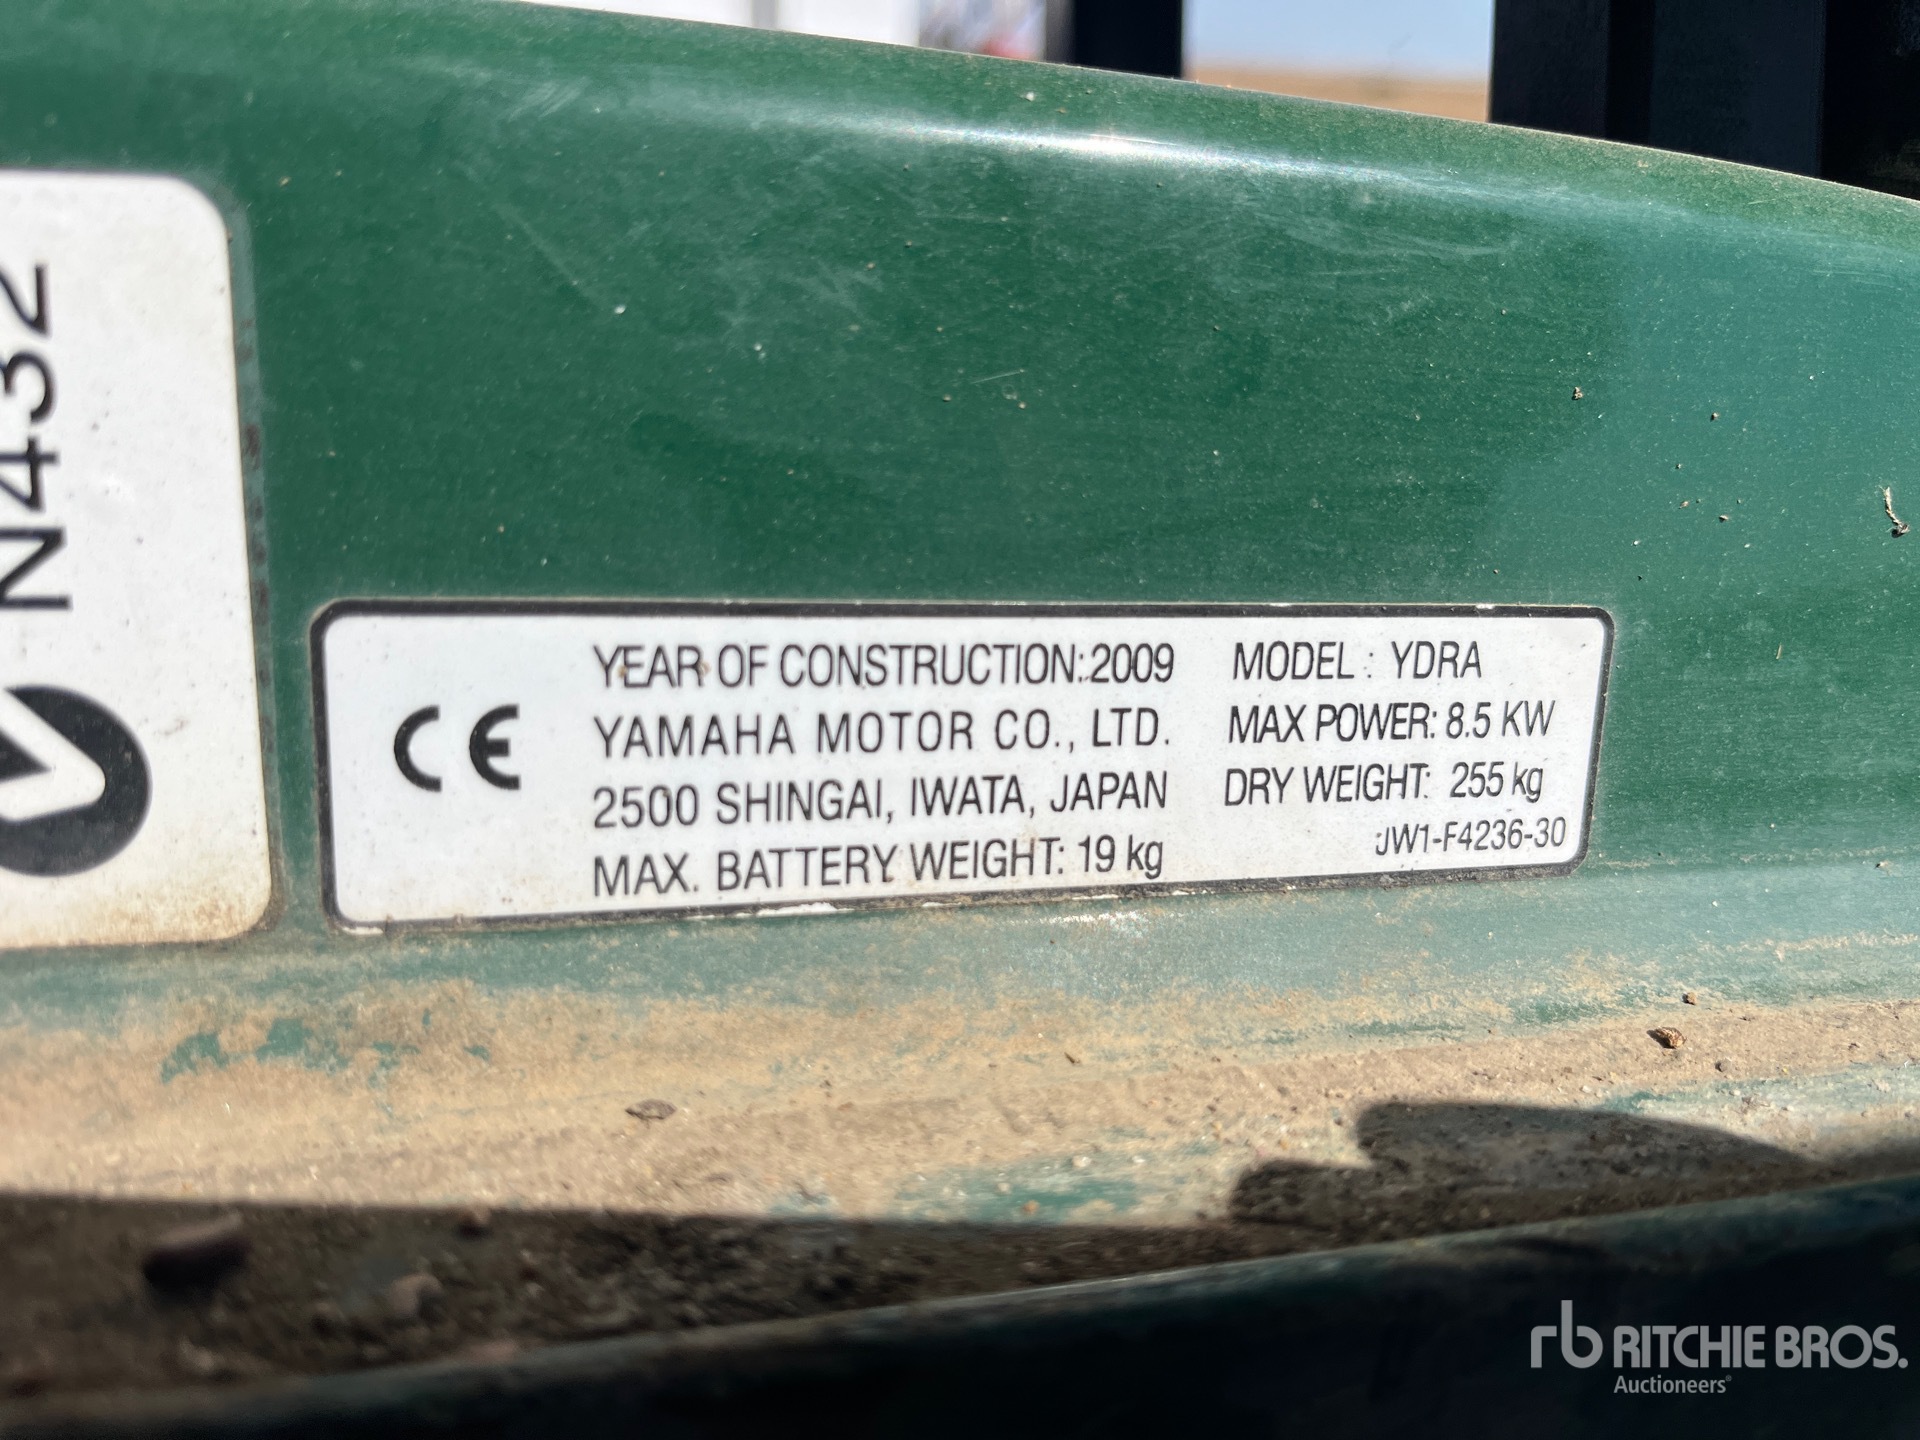 N432
CE
YEAR OF CONSTRUCTION:2009
YAMAHA MOTOR CO., LTD.
2500 SHINGAI, IWATA, JAPAN
MAX. BATTERY WEIGHT: 19 kg
MODEL : YDRA
MAX POWER: 8.5 KW
DRY WEIGHT: 255 kg
JW1-F4236-30
rb RITCHIE BROS.
Auctioneers®